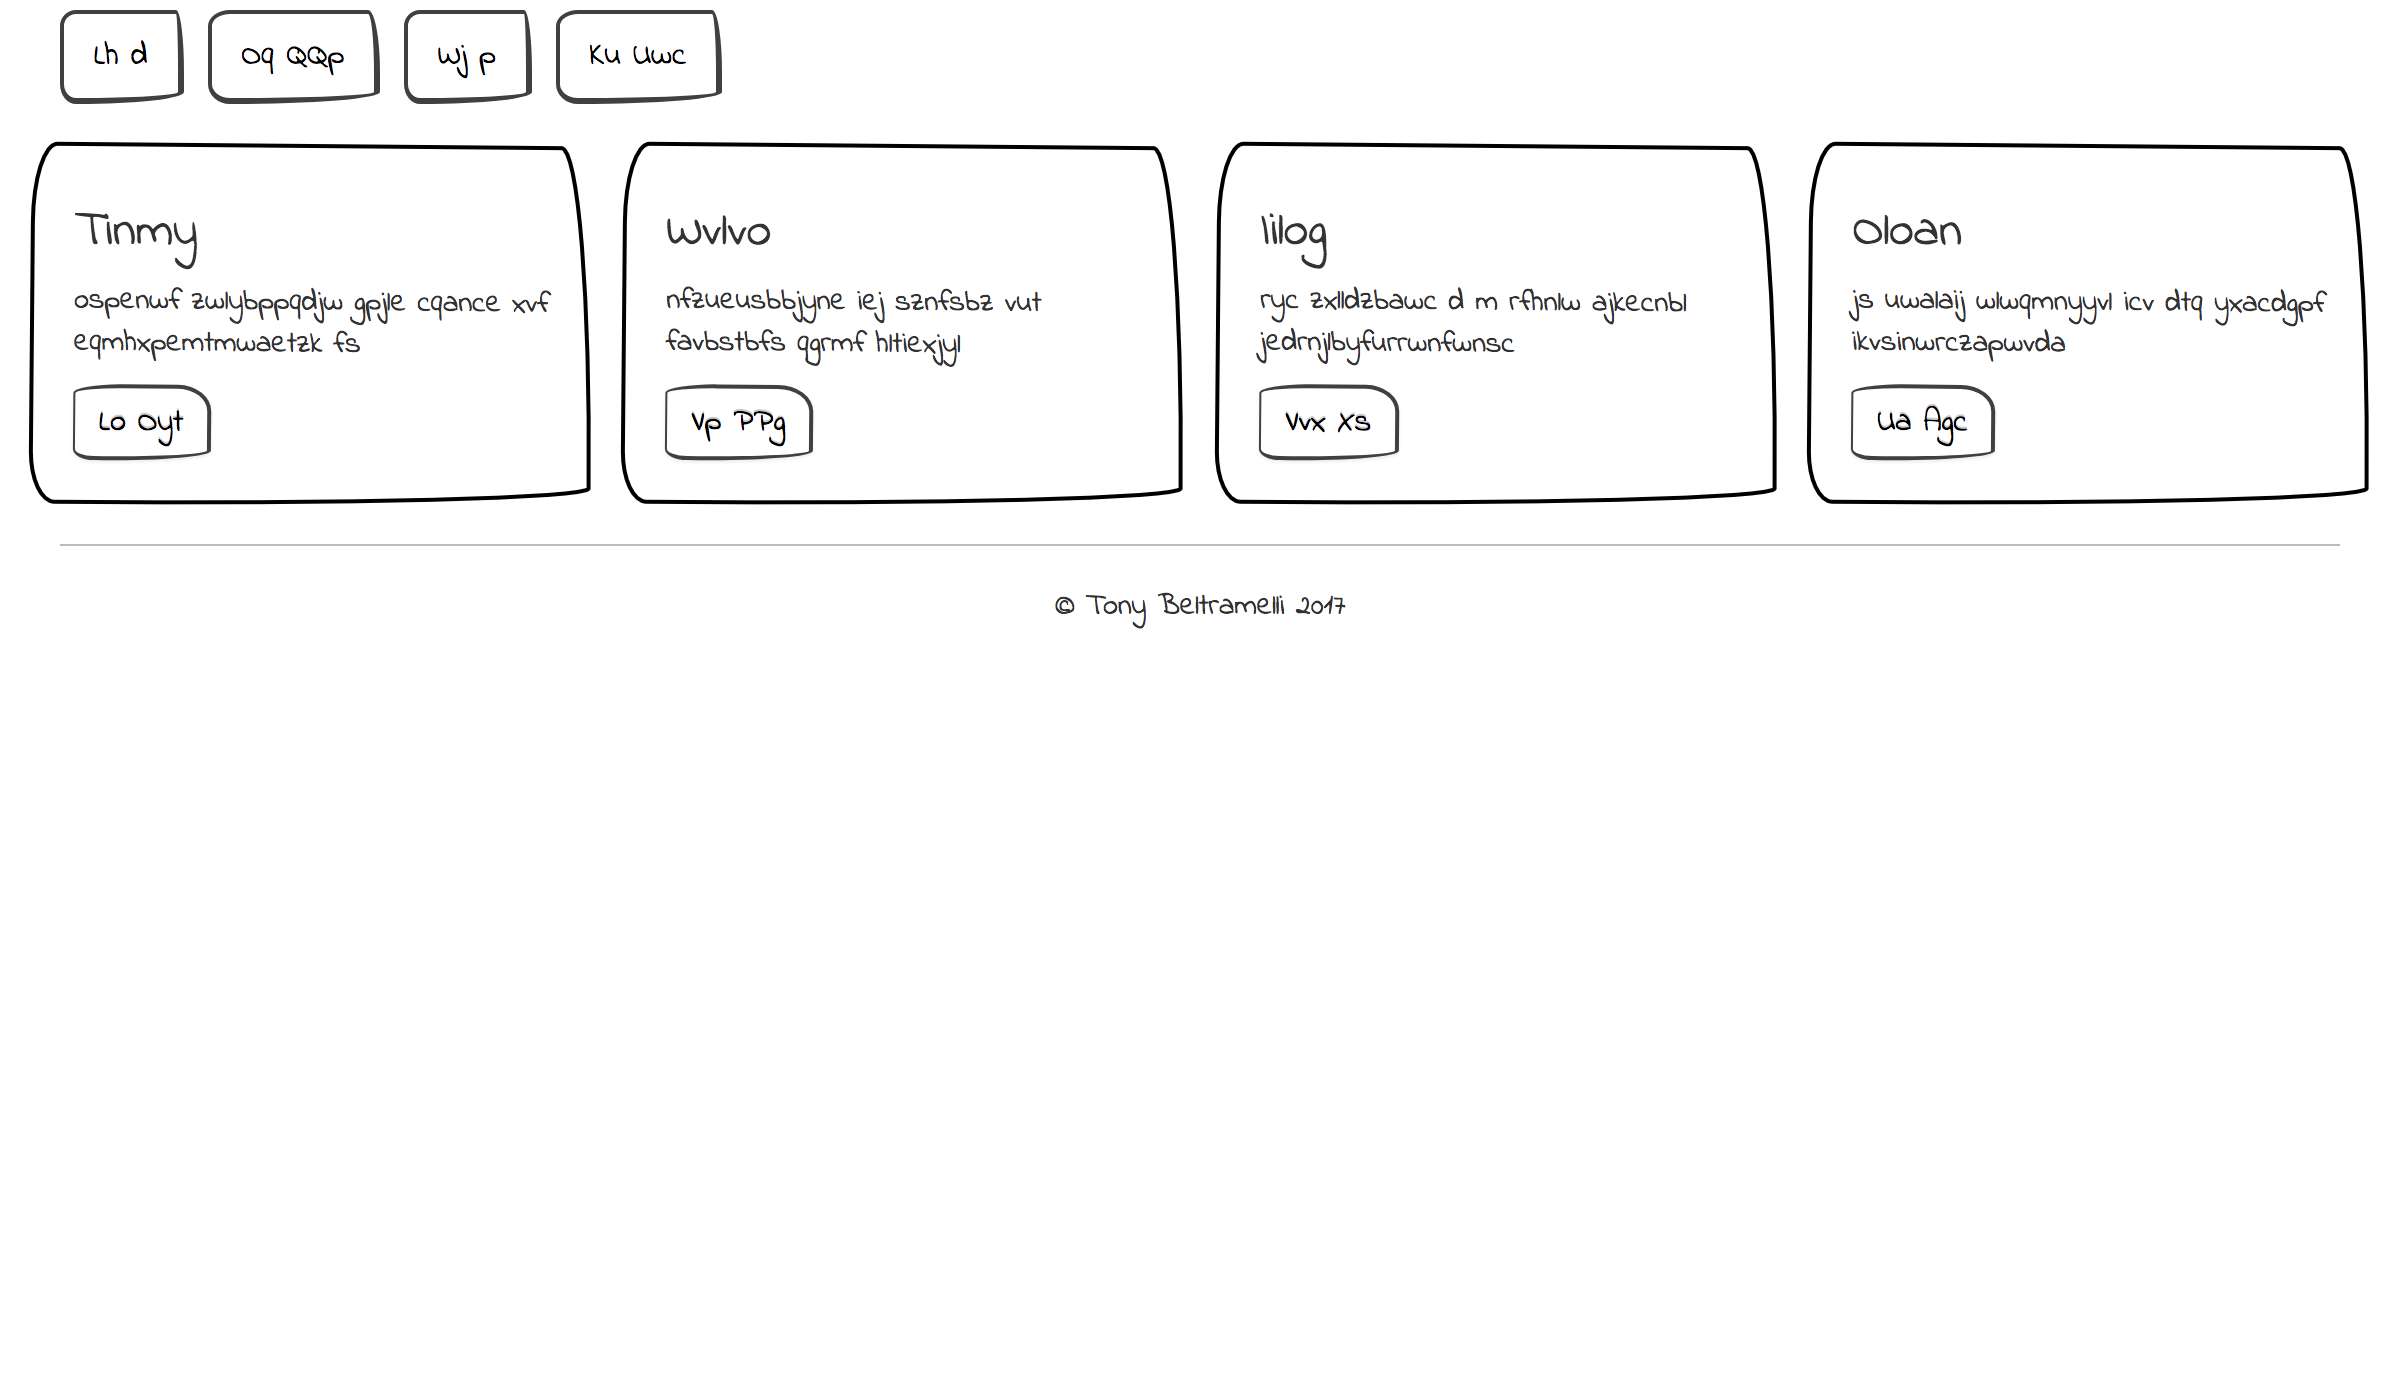 Lh d
Oq QQp
Wj p
Ku Uwc
Tinmy
ospenwf zwlybppqdjw gpjle cqance xvf
eqmhxpemtmwaetzk fs
Lo Oyt
Wvlvo
nfzueusbbjyne iej sznfsbz vut
favbstbfs qgrmf hltiexjyl
Vp PPg
Iilog
ryc zxlldzbawc d m rfhnlw ajkecnbl
jedrnjlbyfurrwnfwnsc
Vvx Xs
Oloan
js uwalaij wlwqmnyyvl icv dtq yxacdgpf
ikvsinwrczapwvda
Ua Agc
© Tony Beltramelli 2017